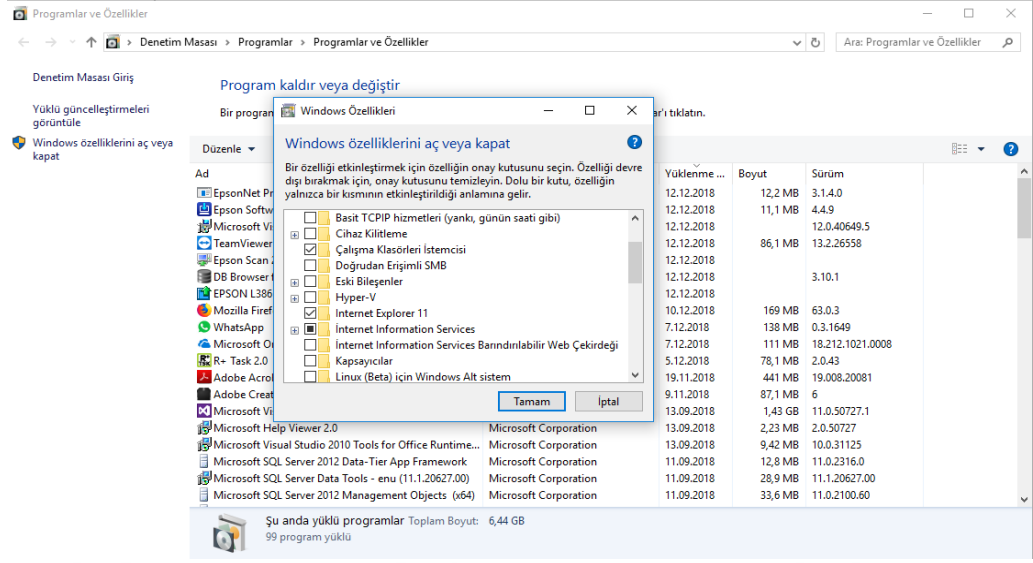 Programlar ve Özellikler
Denetim Masası > Programlar > Programlar ve Özellikler
Ara: Programlar ve Özellikler
Denetim Masası Giriş
Yüklü güncelleştirmeleri
görüntüle
Windows özelliklerini aç veya
kapat
Program kaldır veya değiştir
Bir program
ar'ı tıklatın.
Düzenle
Windows Özellikleri
Windows özelliklerini aç veya kapat
Bir özelliği etkinleştirmek için özelliğin onay kutusunu seçin. Özelliği devre
dışı bırakmak için, onay kutusunu temizleyin. Dolu bir kutu, özelliğin
yalnızca bir kısmının etkinleştirildiği anlamına gelir.
Basit TCPIP hizmetleri (yankı, günün saati gibi)
Cihaz Kilitleme
Çalışma Klasörleri İstemcisi
Doğrudan Erişimli SMB
Eski Bileşenler
Hyper-V
Internet Explorer 11
İnternet Information Services
İnternet Information Services Barındırılabilir Web Çekirdeği
Kapsayıcılar
Linux (Beta) için Windows Alt sistem
Tamam İptal
Ad Yüklenme ... Boyut Sürüm
EpsonNet Pr 12.12.2018 12,2 MB 3.1.4.0
Epson Softw 12.12.2018 11,1 MB 4.4.9
Microsoft Vi 12.12.2018 12.0.40649.5
TeamViewer 12.12.2018 86,1 MB 13.2.26558
Epson Scan 2 12.12.2018
DB Browser f 12.12.2018 3.10.1
EPSON L386 12.12.2018
Mozilla Firef 10.12.2018 169 MB 63.0.3
WhatsApp 7.12.2018 138 MB 0.3.1649
Microsoft On 7.12.2018 111 MB 18.212.1021.0008
R+ Task 2.0 5.12.2018 78,1 MB 2.0.43
Adobe Acrol 19.11.2018 441 MB 19.008.20081
Adobe Creat 9.11.2018 87,1 MB 6
Microsoft Vi 13.09.2018 1,43 GB 11.0.50727.1
Microsoft Help Viewer 2.0 Microsoft Corporation 13.09.2018 2,23 MB 2.0.50727
Microsoft Visual Studio 2010 Tools for Office Runtime... Microsoft Corporation 13.09.2018 9,42 MB 10.0.31125
Microsoft SQL Server 2012 Data-Tier App Framework Microsoft Corporation 11.09.2018 12,8 MB 11.0.2316.0
Microsoft SQL Server Data Tools - enu (11.1.20627.00) Microsoft Corporation 11.09.2018 28,9 MB 11.1.20627.00
Microsoft SQL Server 2012 Management Objects (x64) Microsoft Corporation 11.09.2018 33,6 MB 11.0.2100.60
Şu anda yüklü programlar Toplam Boyut: 6,44 GB
99 program yüklü